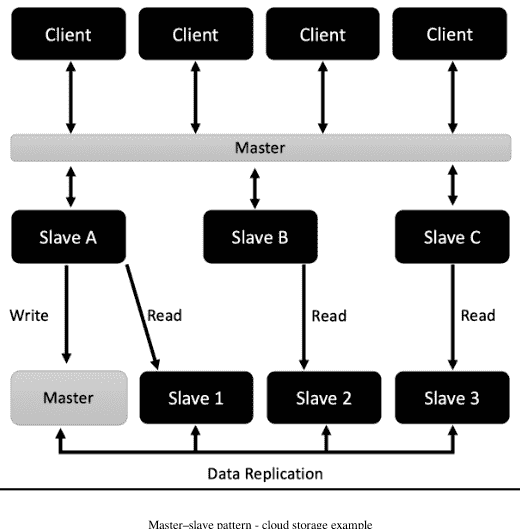 Client Client Client Client
Master
Slave A Slave B Slave C
Write Read Read Read
Master Slave 1 Slave 2 Slave 3
Data Replication
Master–slave pattern - cloud storage example